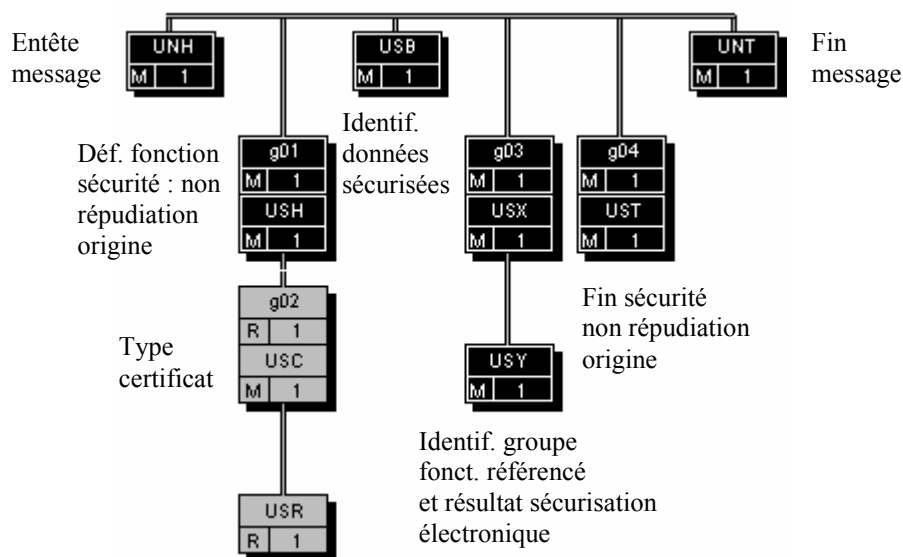 Entête
message
UNH
M 1
USB
M 1
UNT
M 1
Fin
message
Déf. fonction
sécurité : non
répudiation
origine
g01
M 1
USH
M 1
Identif.
données
sécurisées
g03
M 1
USX
M 1
g04
M 1
UST
M 1
Type
certificat
g02
R 1
USC
M 1
USY
M 1
Fin sécurité
non répudiation
origine
Identif. groupe
fonct. référencé
et résultat sécurisation
électronique
USR
R 1